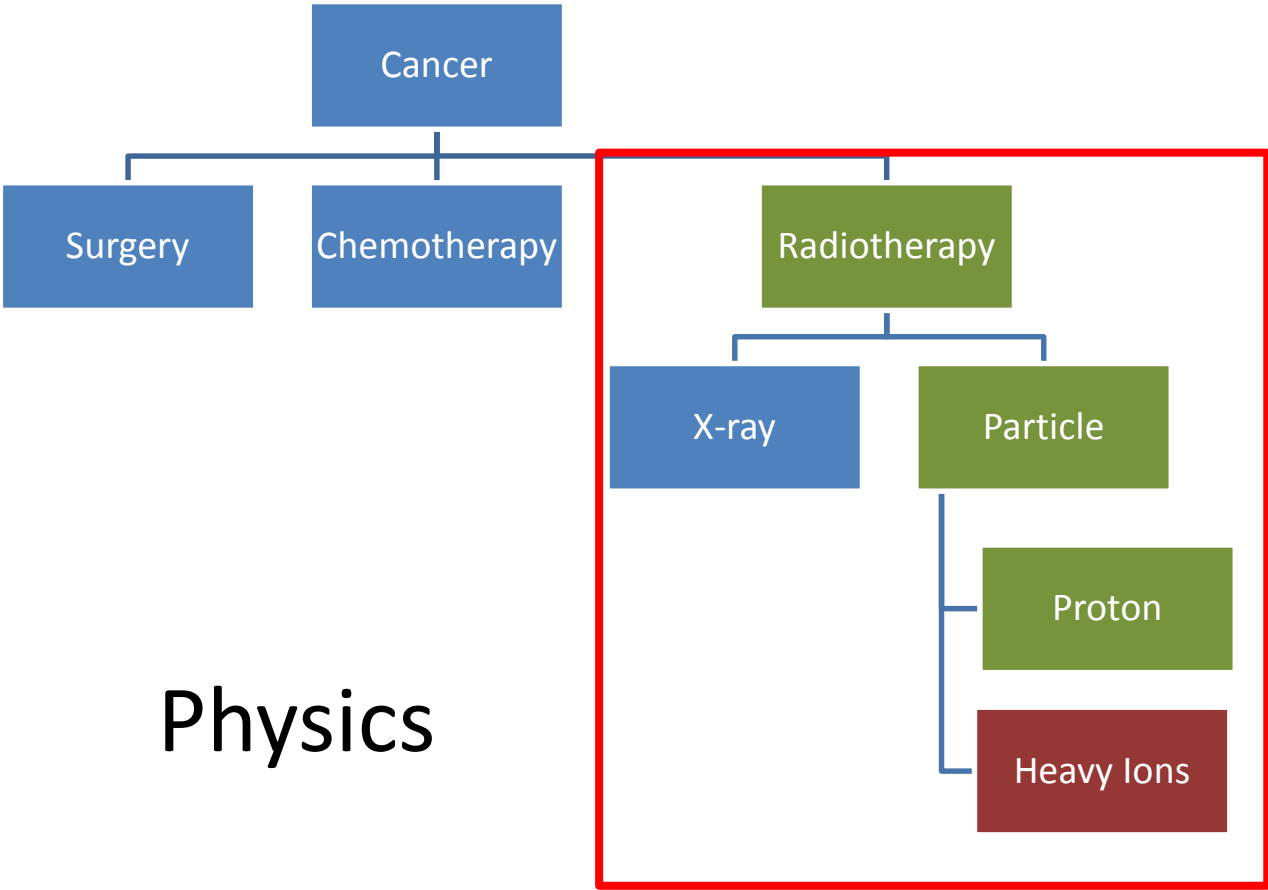 Cancer
Surgery
Chemotherapy
Radiotherapy
X-ray
Particle
Proton
Physics
Heavy Ions